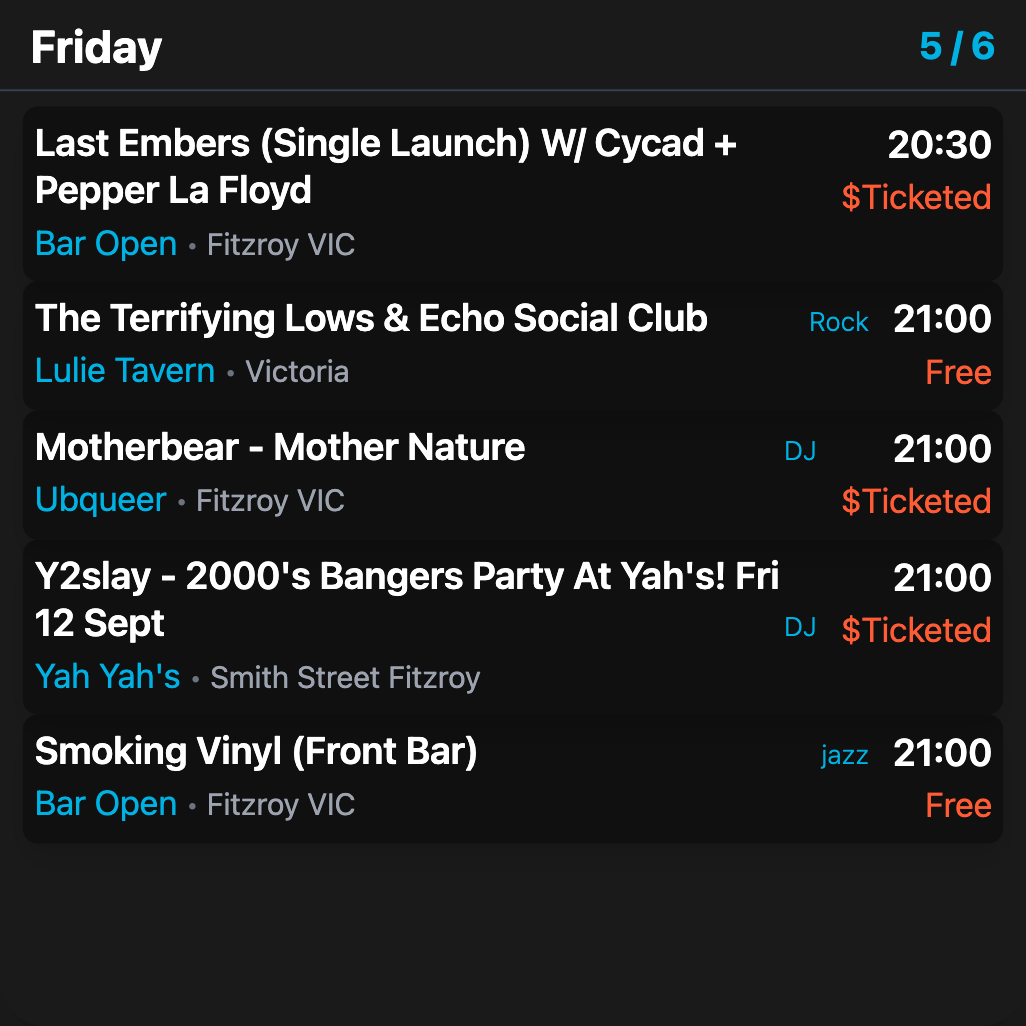 Friday 5 / 6
Last Embers (Single Launch) W/ Cycad + 20:30
Pepper La Floyd $Ticketed
Bar Open • Fitzroy VIC
The Terrifying Lows & Echo Social Club Rock 21:00
Lulie Tavern • Victoria Free
Motherbear - Mother Nature DJ 21:00
Ubqueer • Fitzroy VIC $Ticketed
Y2slay - 2000's Bangers Party At Yah's! Fri 21:00
12 Sept DJ $Ticketed
Yah Yah's • Smith Street Fitzroy
Smoking Vinyl (Front Bar) jazz 21:00
Bar Open • Fitzroy VIC Free